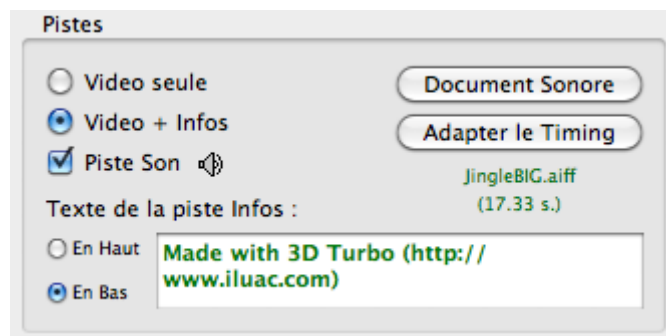 Pistes
Video seule
Document Sonore
Video + Infos
Adapter le Timing
Piste Son
JingleBIG.aiff
(17.33 s.)
Texte de la piste Infos :
En Haut
Made with 3D Turbo (http://
www.iluac.com)
En Bas